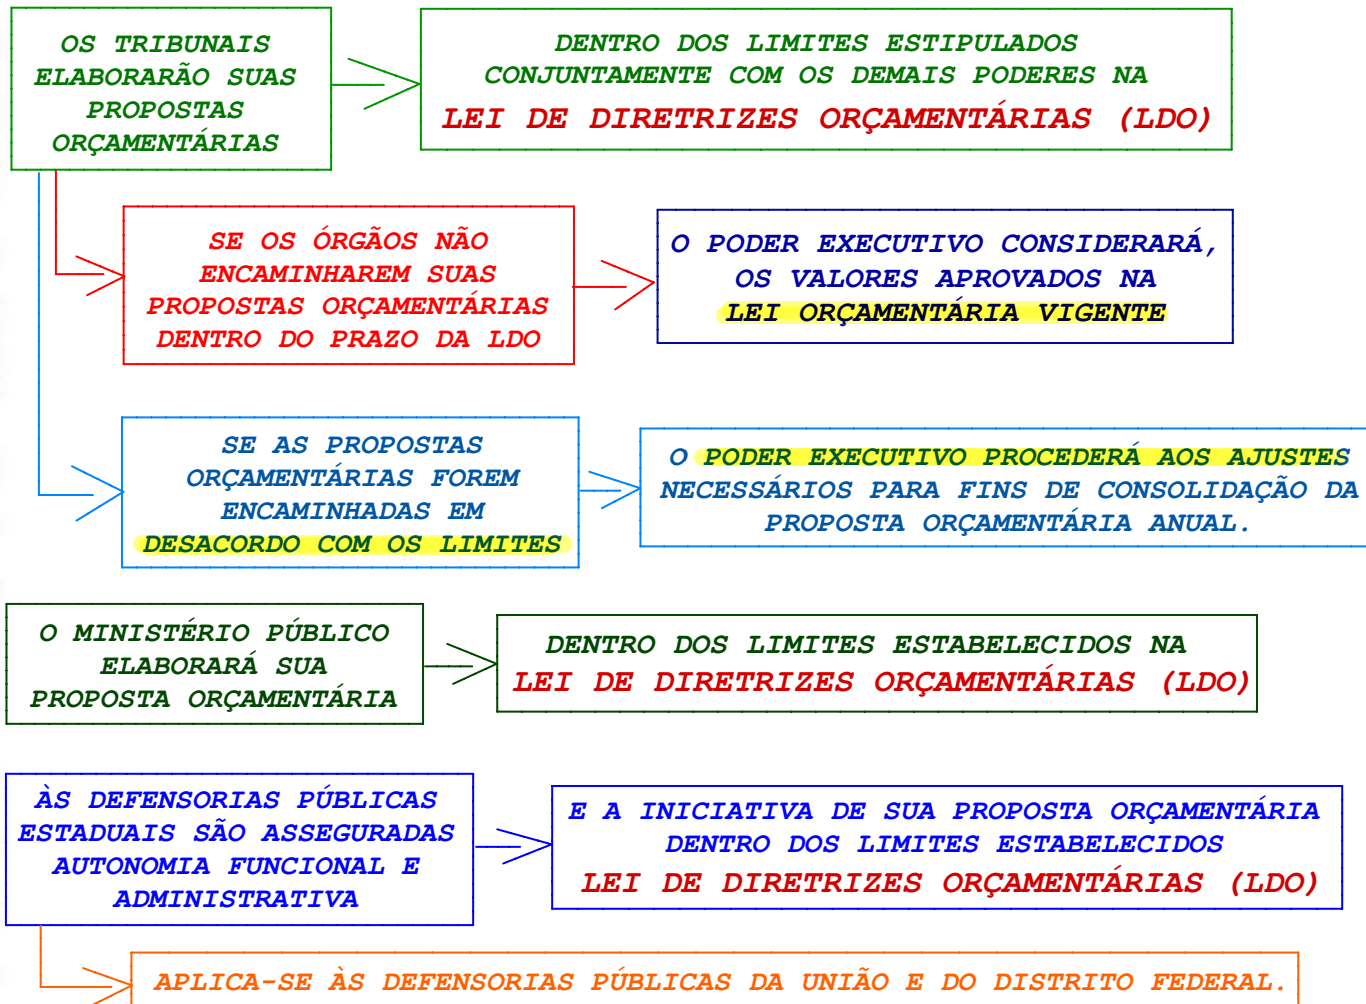 OS TRIBUNAIS
ELABORARÃO SUAS
PROPOSTAS
ORÇAMENTÁRIAS
DENTRO DOS LIMITES ESTIPULADOS
CONJUNTAMENTE COM OS DEMAIS PODERES NA
LEI DE DIRETRIZES ORÇAMENTÁRIAS (LDO)
SE OS ÓRGÃOS NÃO
ENCAMINHAREM SUAS
PROPOSTAS ORÇAMENTÁRIAS
DENTRO DO PRAZO DA LDO
O PODER EXECUTIVO CONSIDERARÁ,
OS VALORES APROVADOS NA
LEI ORÇAMENTÁRIA VIGENTE
SE AS PROPOSTAS
ORÇAMENTÁRIAS FOREM
ENCAMINHADAS EM
DESACORDO COM OS LIMITES
O PODER EXECUTIVO PROCEDERÁ AOS AJUSTES
NECESSÁRIOS PARA FINS DE CONSOLIDAÇÃO DA
PROPOSTA ORÇAMENTÁRIA ANUAL.
O MINISTÉRIO PÚBLICO
ELABORARÁ SUA
PROPOSTA ORÇAMENTÁRIA
DENTRO DOS LIMITES ESTABELECIDOS NA
LEI DE DIRETRIZES ORÇAMENTÁRIAS (LDO)
ÀS DEFENSORIAS PÚBLICAS
ESTADUAIS SÃO ASSEGURADAS
AUTONOMIA FUNCIONAL E
ADMINISTRATIVA
E A INICIATIVA DE SUA PROPOSTA ORÇAMENTÁRIA
DENTRO DOS LIMITES ESTABELECIDOS
LEI DE DIRETRIZES ORÇAMENTÁRIAS (LDO)
APLICA-SE ÀS DEFENSORIAS PÚBLICAS DA UNIÃO E DO DISTRITO FEDERAL.